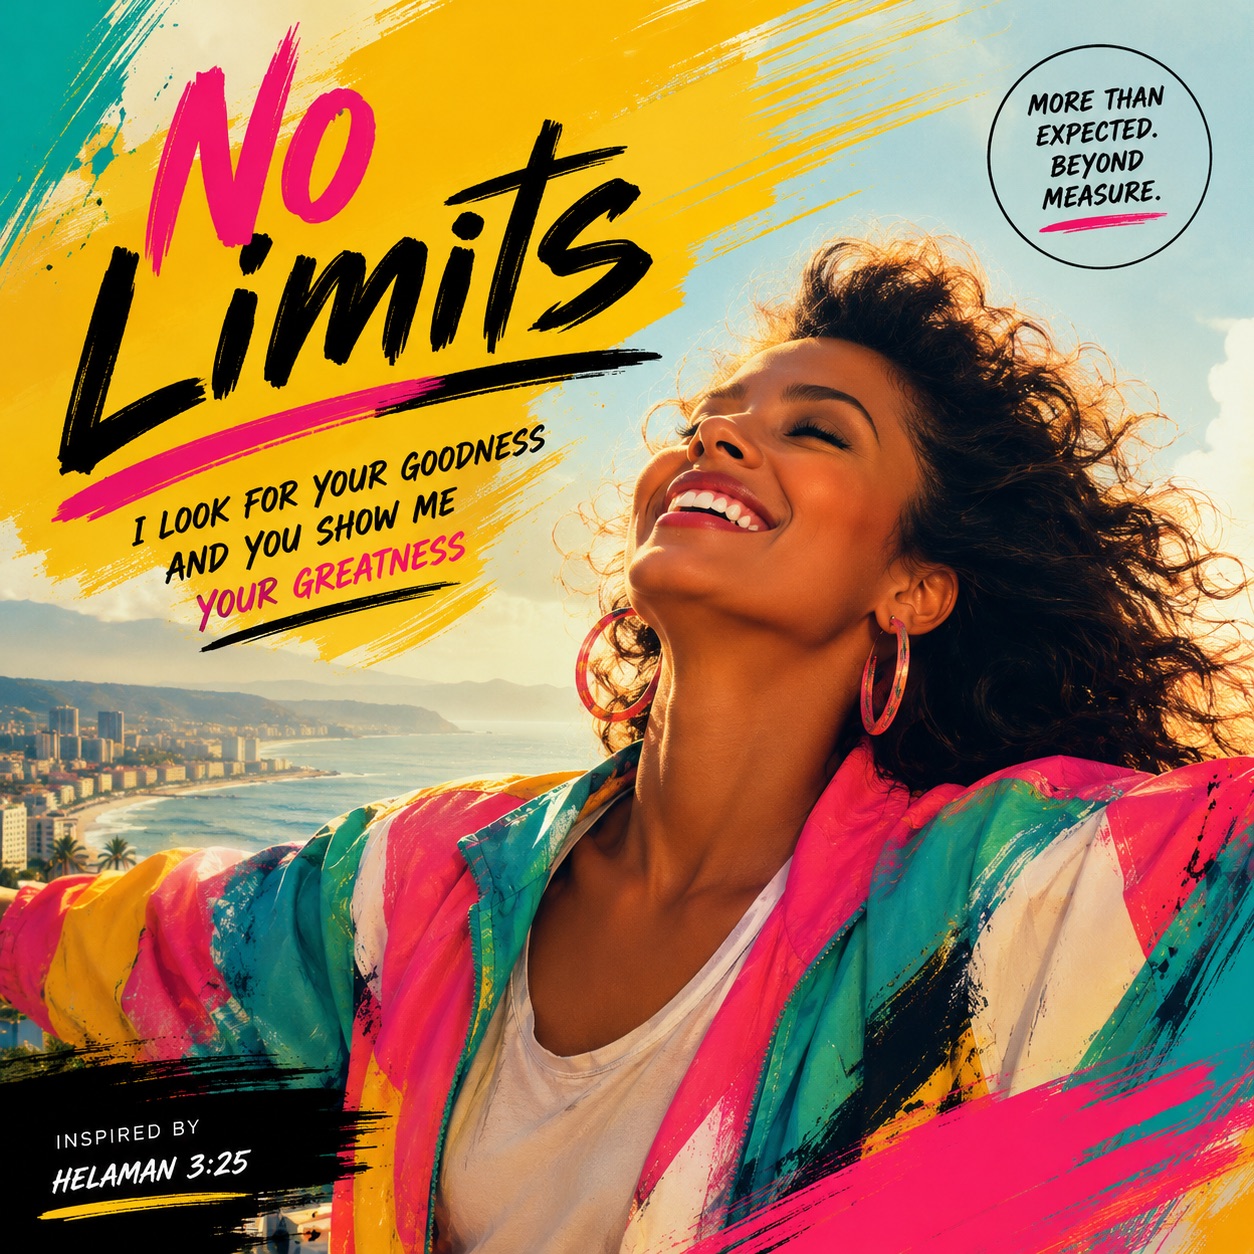 No
Limits
I LOOK FOR YOUR GOODNESS
AND YOU SHOW ME
YOUR GREATNESS
MORE THAN
EXPECTED.
BEYOND
MEASURE.
INSPIRED BY
HELAMAN 3:25